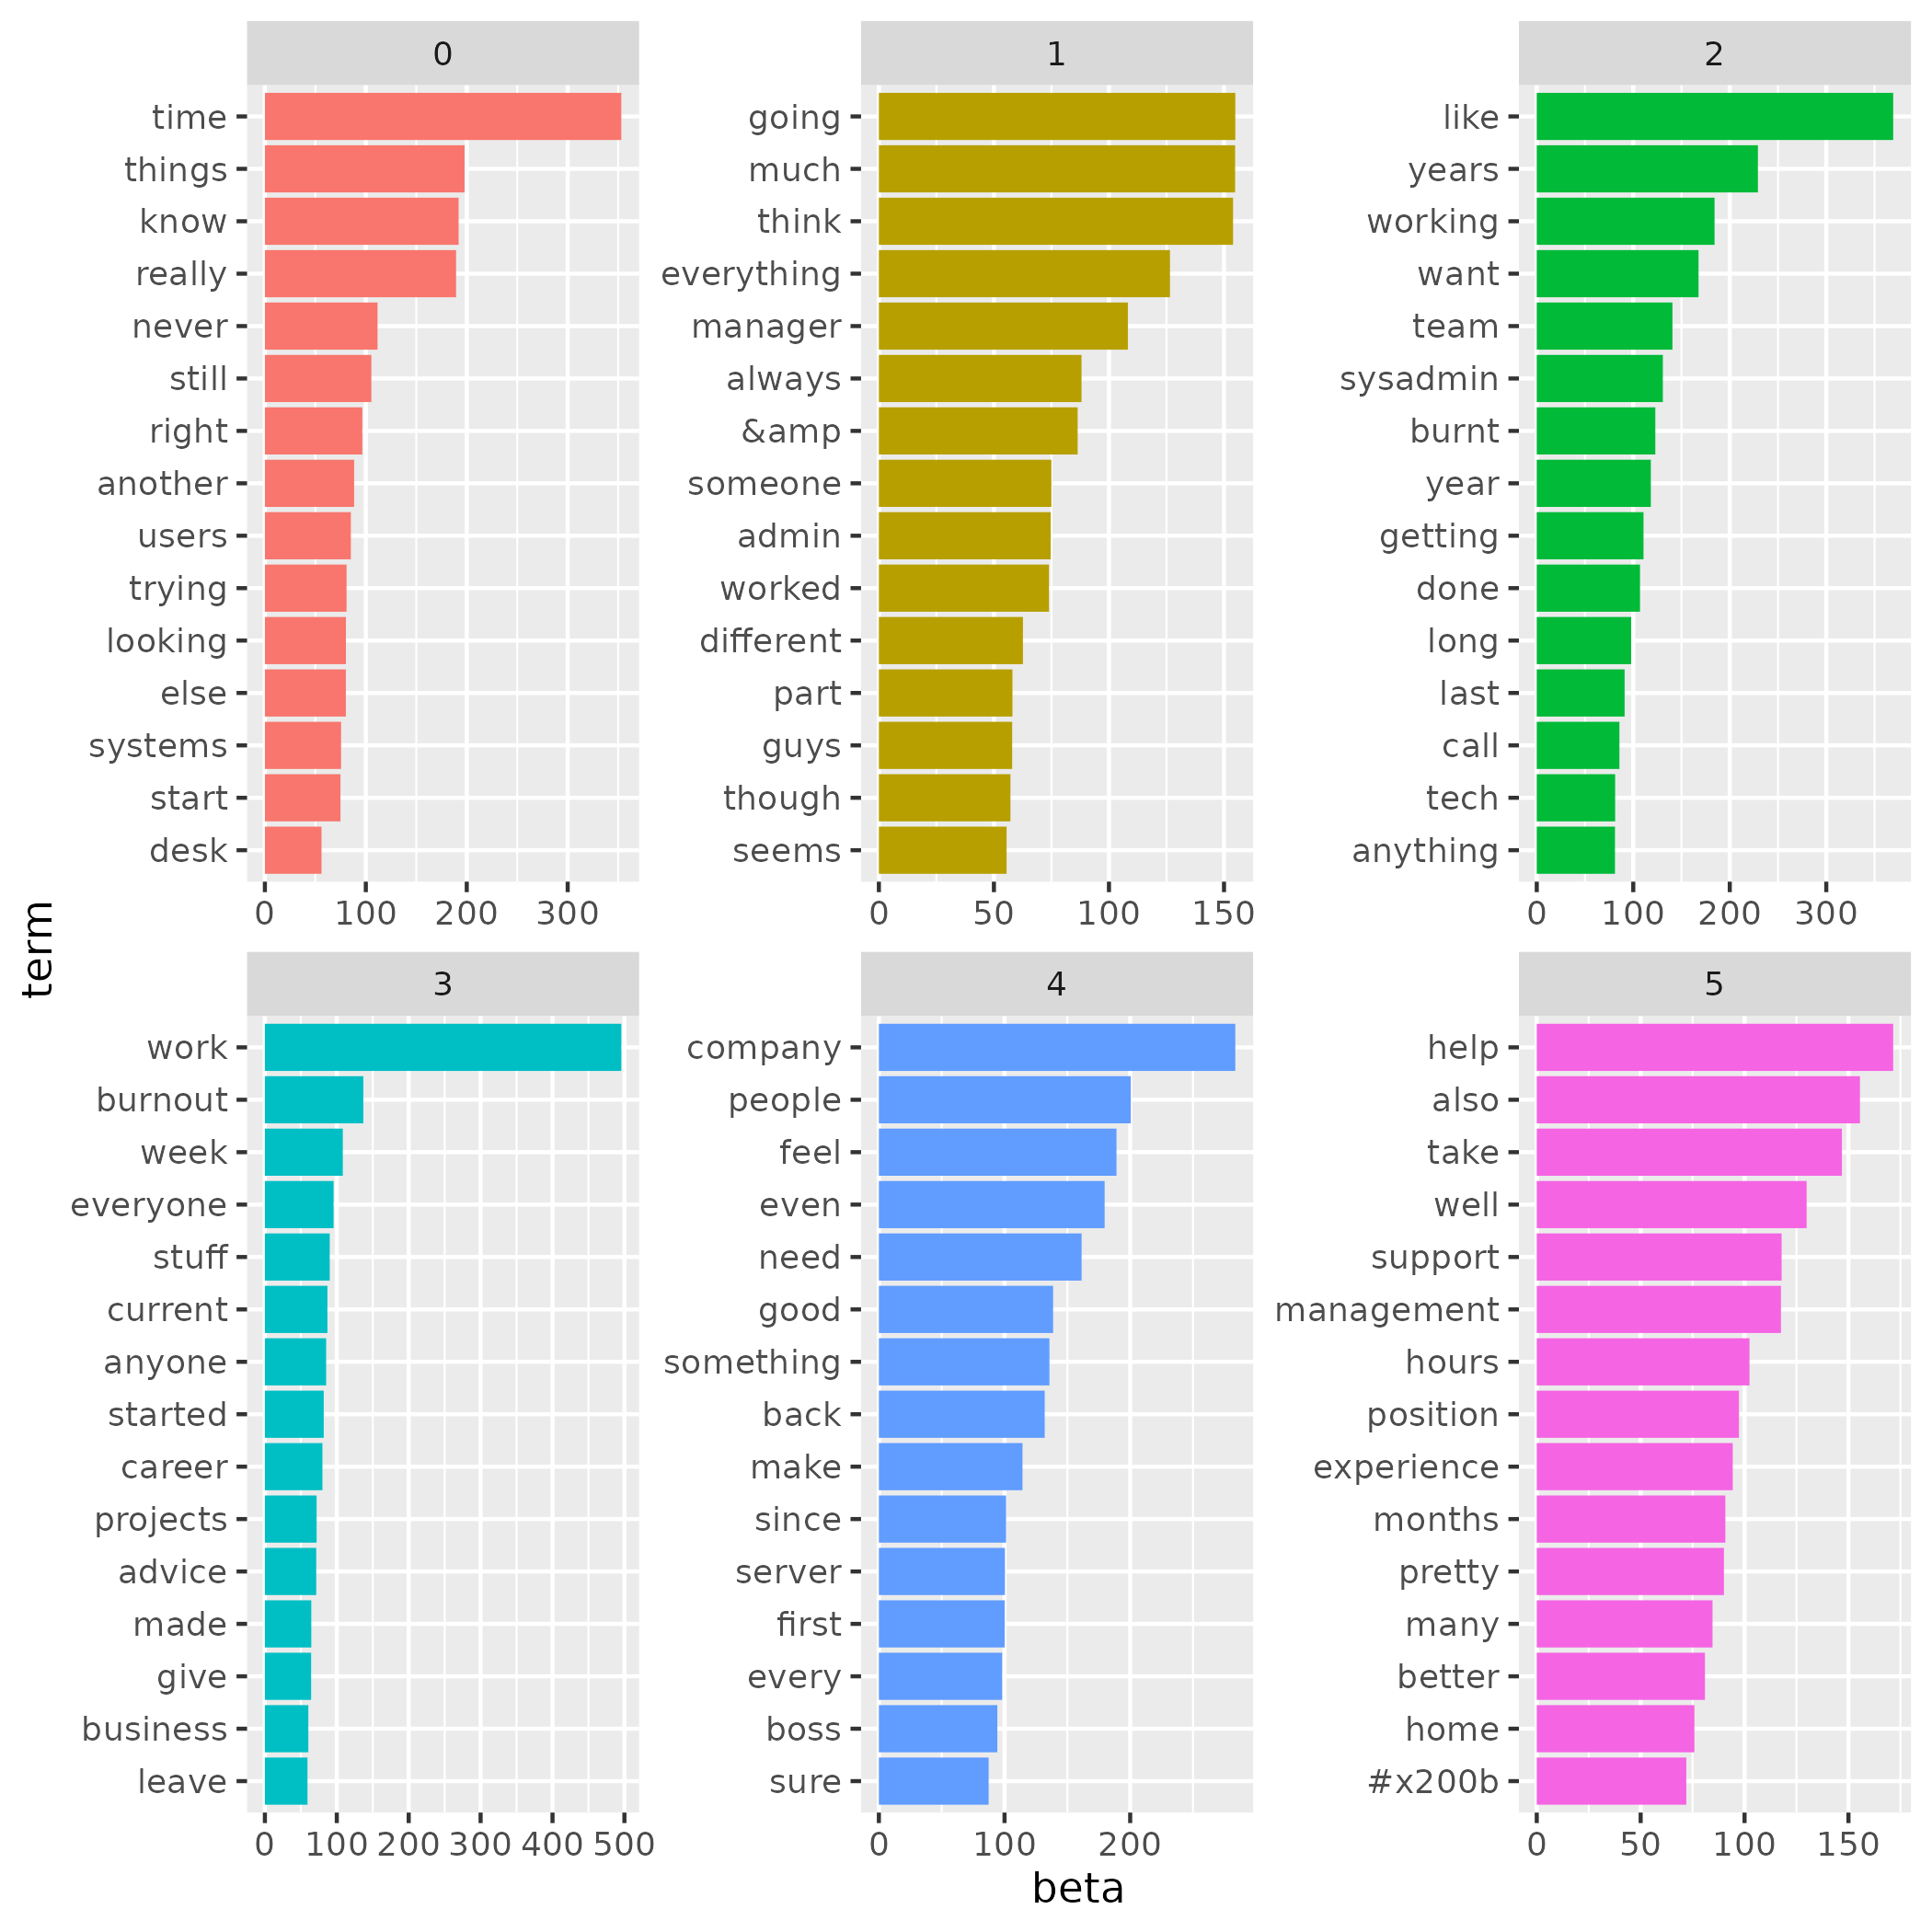 term
0
time
things
know
really
never
still
right
another
users
trying
looking
else
systems
start
desk
0 100 200 300
1
going
much
think
everything
manager
always
&amp
someone
admin
worked
different
part
guys
though
seems
0 50 100 150
2
like
years
working
want
team
sysadmin
burnt
year
getting
done
long
last
call
tech
anything
0 100 200 300
3
work
burnout
week
everyone
stuff
current
anyone
started
career
projects
advice
made
give
business
leave
0 100 200 300 400 500
4
company
people
feel
even
need
good
something
back
make
since
server
first
every
boss
sure
0 100 200
5
help
also
take
well
support
management
hours
position
experience
months
pretty
many
better
home
#x200b
0 50 100 150
beta